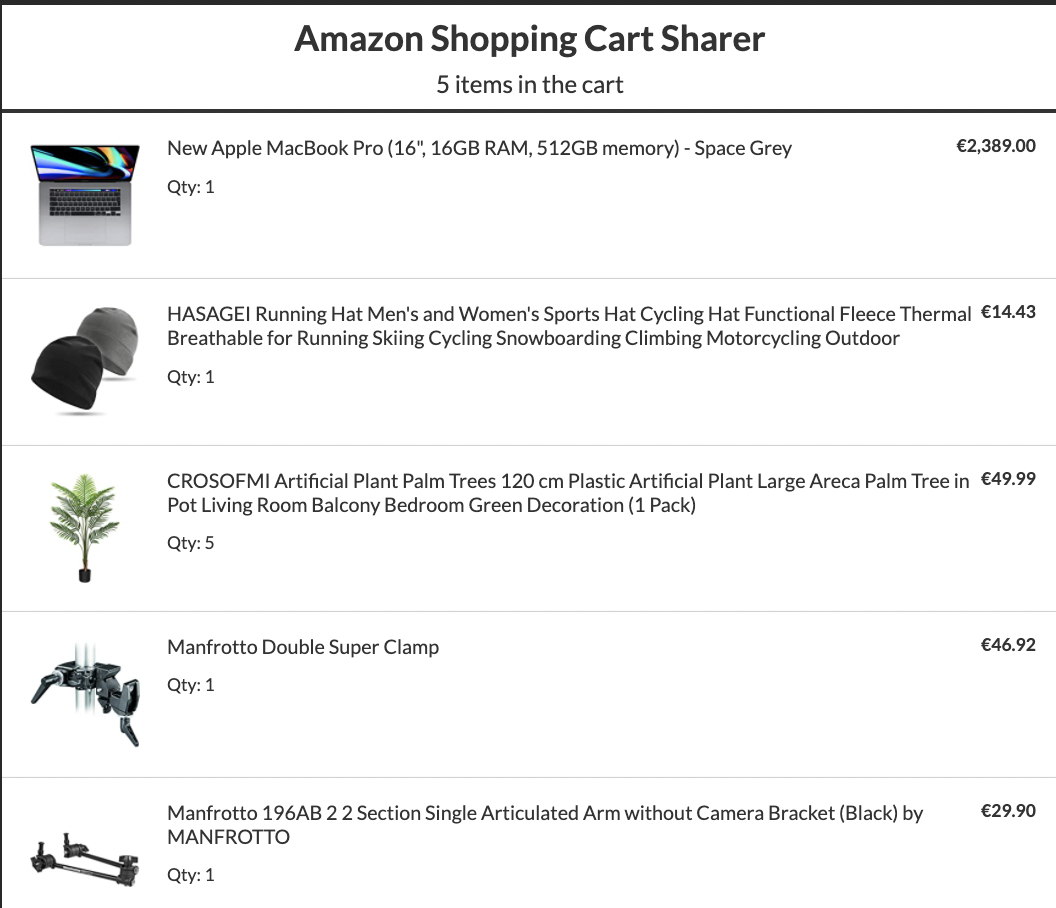 Amazon Shopping Cart Sharer
5 items in the cart
New Apple MacBook Pro (16", 16GB RAM, 512GB memory) - Space Grey €2,389.00
Qty: 1
HASAGEI Running Hat Men's and Women's Sports Hat Cycling Hat Functional Fleece Thermal €14.43
Breathable for Running Skiing Cycling Snowboarding Climbing Motorcycling Outdoor
Qty: 1
CROSOFMI Artificial Plant Palm Trees 120 cm Plastic Artificial Plant Large Areca Palm Tree in €49.99
Pot Living Room Balcony Bedroom Green Decoration (1 Pack)
Qty: 5
Manfrotto Double Super Clamp €46.92
Qty: 1
Manfrotto 196AB 2 2 Section Single Articulated Arm without Camera Bracket (Black) by €29.90
MANFROTTO
Qty: 1